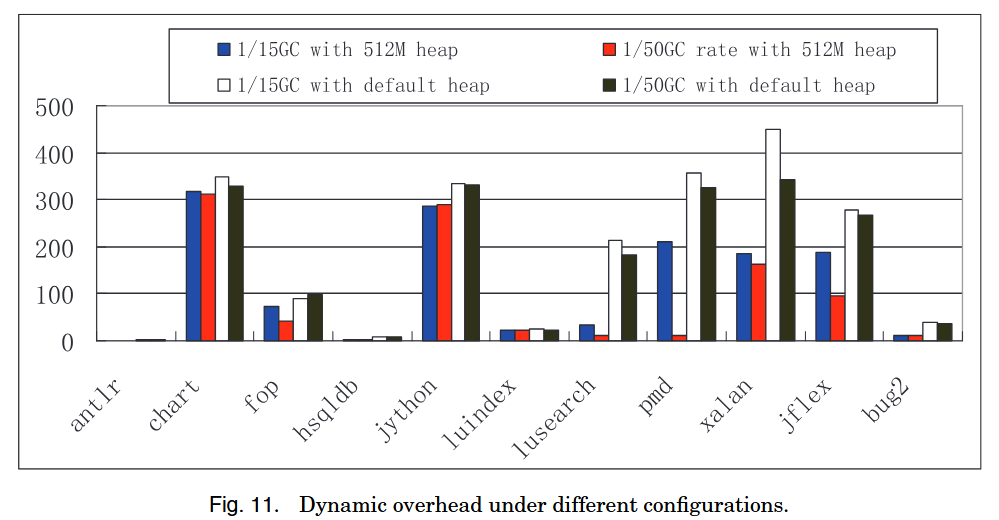 1/15GC with 512M heap 1/50GC rate with 512M heap
1/15GC with default heap 1/50GC with default heap
500
400
300
200
100
0
antlr chart fop hsqldb jython luindex lusearch pmd xalan jflex bug2
Fig. 11. Dynamic overhead under different configurations.